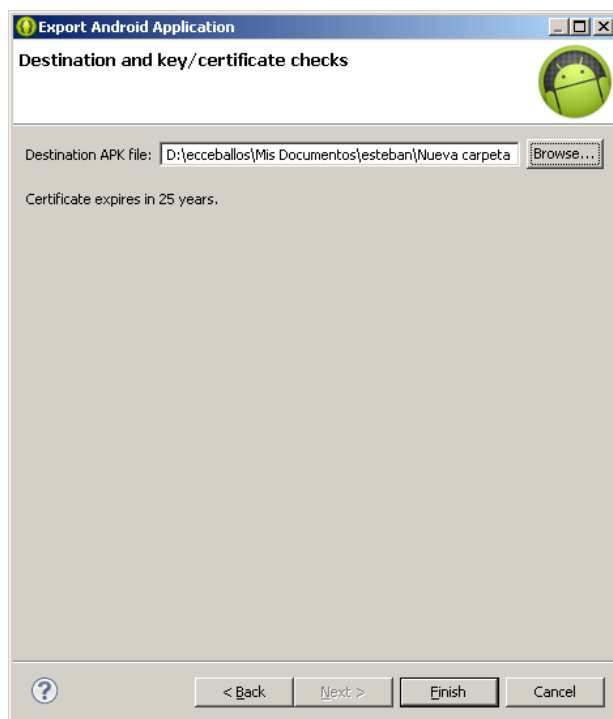 Export Android Application
Destination and key/certificate checks
Destination APK file: D:\ecceballos\Mis Documentos\esteban\Nueva carpeta Browse...
Certificate expires in 25 years.
? < Back Next > Finish Cancel